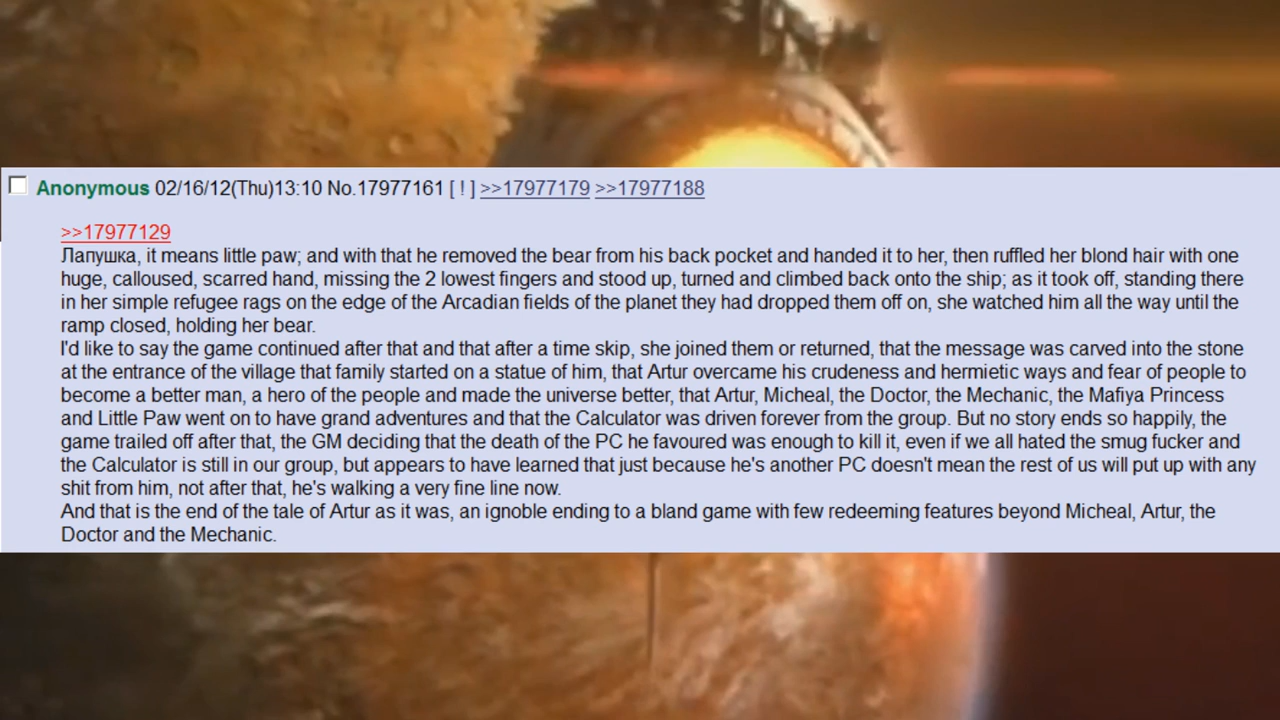 Anonymous 02/16/12(Thu)13:10 No.17977161 [ ! ] >>17977179 >>17977188
>>17977129
Лапушка, it means little paw; and with that he removed the bear from his back pocket and handed it to her, then ruffled her blond hair with one
huge, calloused, scarred hand, missing the 2 lowest fingers and stood up, turned and climbed back onto the ship; as it took off, standing there
in her simple refugee rags on the edge of the Arcadian fields of the planet they had dropped them off on, she watched him all the way until the
ramp closed, holding her bear.
I'd like to say the game continued after that and that after a time skip, she joined them or returned, that the message was carved into the stone
at the entrance of the village that family started on a statue of him, that Artur overcame his crudeness and hermietic ways and fear of people to
become a better man, a hero of the people and made the universe better, that Artur, Micheal, the Doctor, the Mechanic, the Mafiya Princess
and Little Paw went on to have grand adventures and that the Calculator was driven forever from the group. But no story ends so happily, the
game trailed off after that, the GM deciding that the death of the PC he favoured was enough to kill it, even if we all hated the smug fucker and
the Calculator is still in our group, but appears to have learned that just because he's another PC doesn't mean the rest of us will put up with any
shit from him, not after that, he's walking a very fine line now.
And that is the end of the tale of Artur as it was, an ignoble ending to a bland game with few redeeming features beyond Micheal, Artur, the
Doctor and the Mechanic.